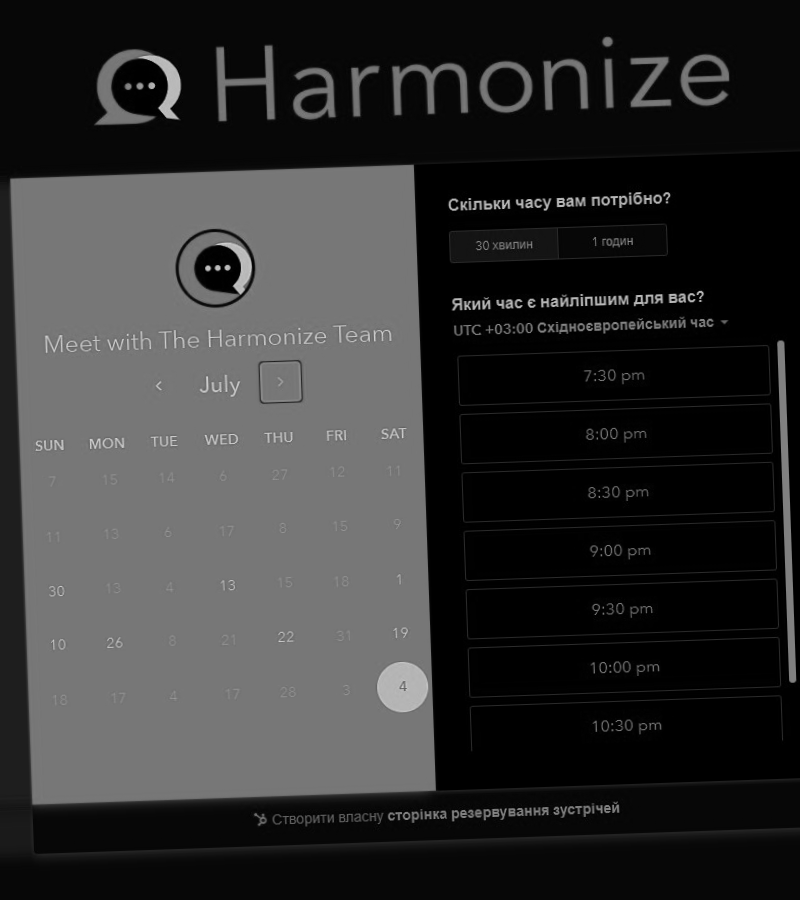 Harmonize
Meet with The Harmonize Team
July
SUN MON TUE WED THU FRI SAT
7 15 14 6 27 12 11
11 13 6 17 8 15 9
30 13 4 13 15 18 1
10 26 8 21 22 31 19
18 17 4 17 28 3 4
Скільки часу вам потрібно?
30 хвилин 1 годин
Який час є найліпшим для вас?
UTC +03:00 Східноєвропейський час
7:30 pm
8:00 pm
8:30 pm
9:00 pm
9:30 pm
10:00 pm
10:30 pm
Створити власну сторінка резервування зустрічей